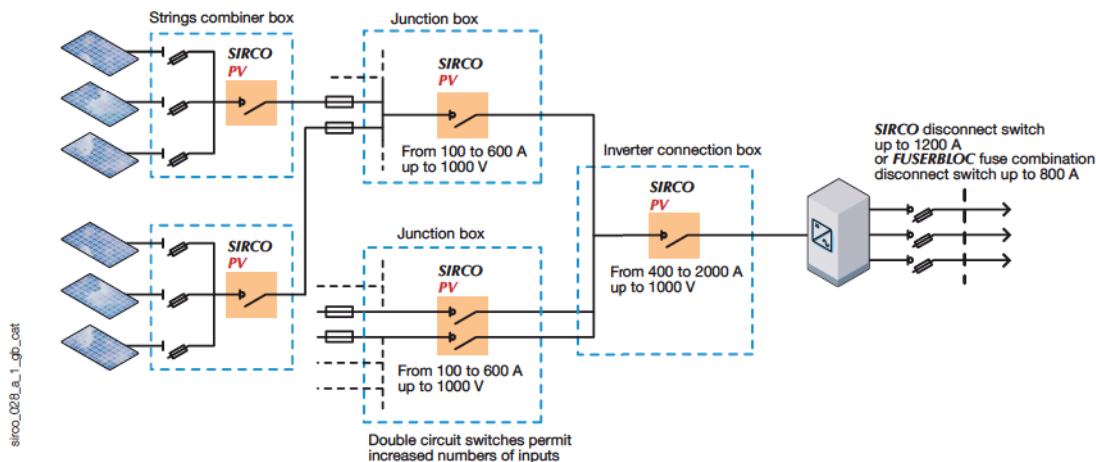 Strings combiner box
SIRCO
PV
Junction box
SIRCO
PV
From 100 to 600 A
up to 1000 V
Inverter connection box
SIRCO
PV
From 400 to 2000 A
up to 1000 V
SIRCO disconnect switch
up to 1200 A
or FUSERBLOC fuse combination
disconnect switch up to 800 A
SIRCO
PV
Junction box
SIRCO
PV
From 100 to 600 A
up to 1000 V
Double circuit switches permit
increased numbers of inputs
sirco_028_a_1_gb_cat